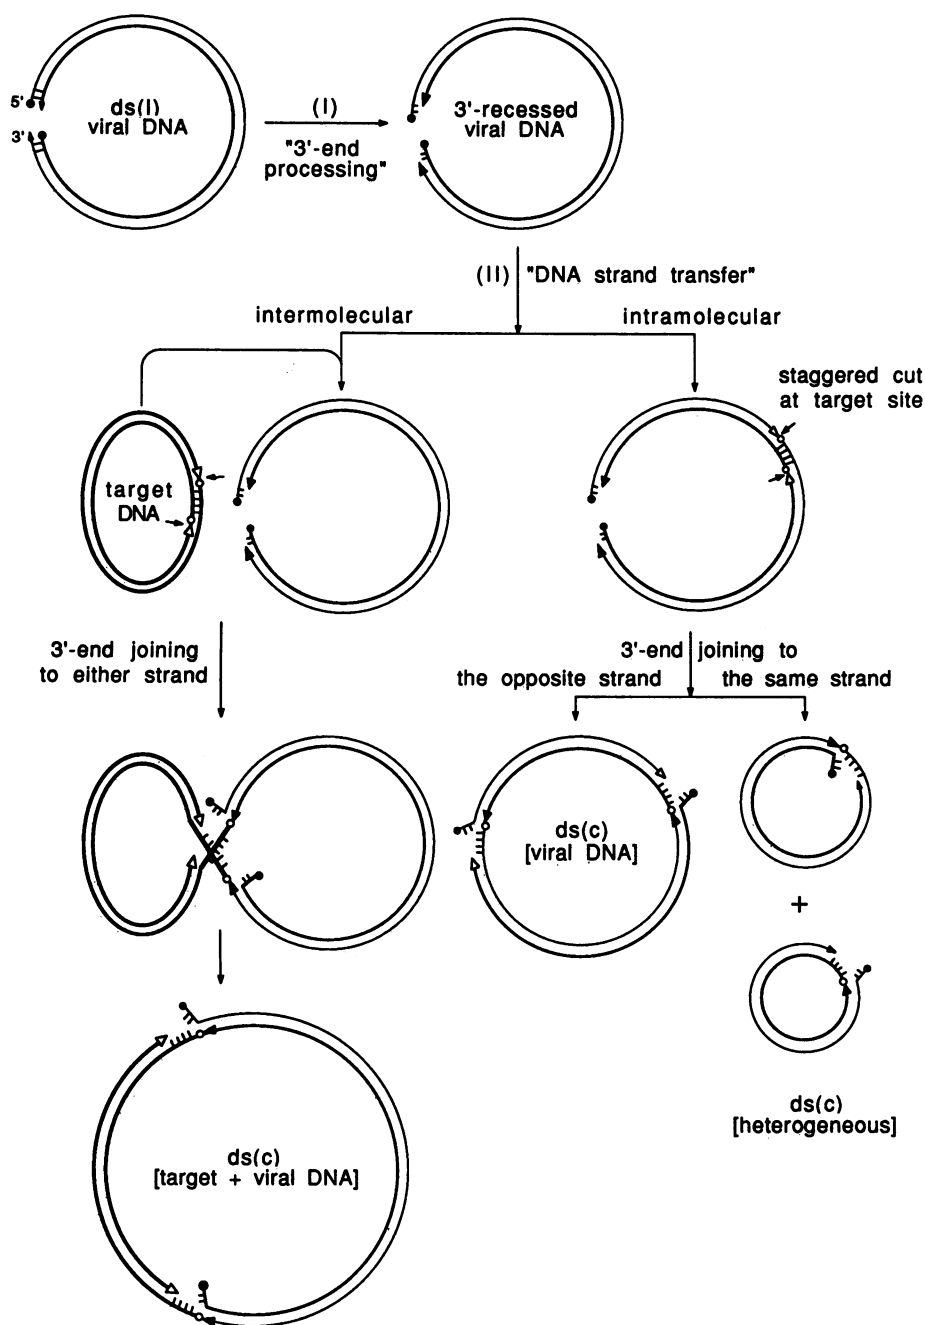 5'
3'
ds(l)
viral DNA
(I)
"3'-end
processing"
3'-recessed
viral DNA
(II) "DNA strand transfer"
intermolecular
intramolecular
staggered cut
at target site
target
DNA
3'-end joining
to either strand
3'-end joining to
the opposite strand
the same strand
ds(c)
[viral DNA]
+
ds(c)
[heterogeneous]
ds(c)
[target + viral DNA]